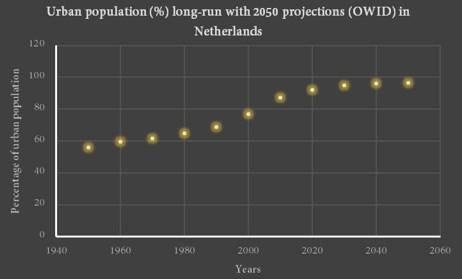 Urban population (%) long-run with 2050 projections (OWID) in
Netherlands
Percentage of urban population
120
100
80
60
40
20
0
1940 1960 1980 2000 2020 2040 2060
Years